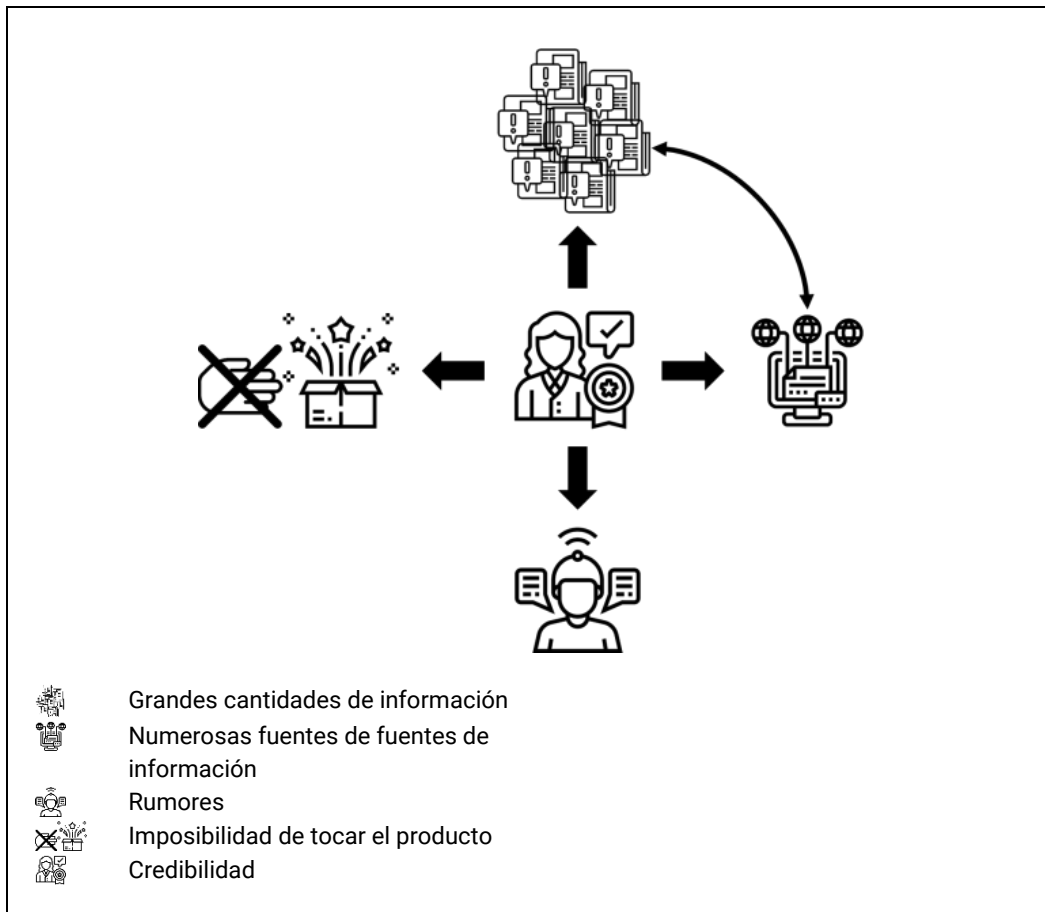 Grandes cantidades de información
Numerosas fuentes de fuentes de
información
Rumores
Imposibilidad de tocar el producto
Credibilidad